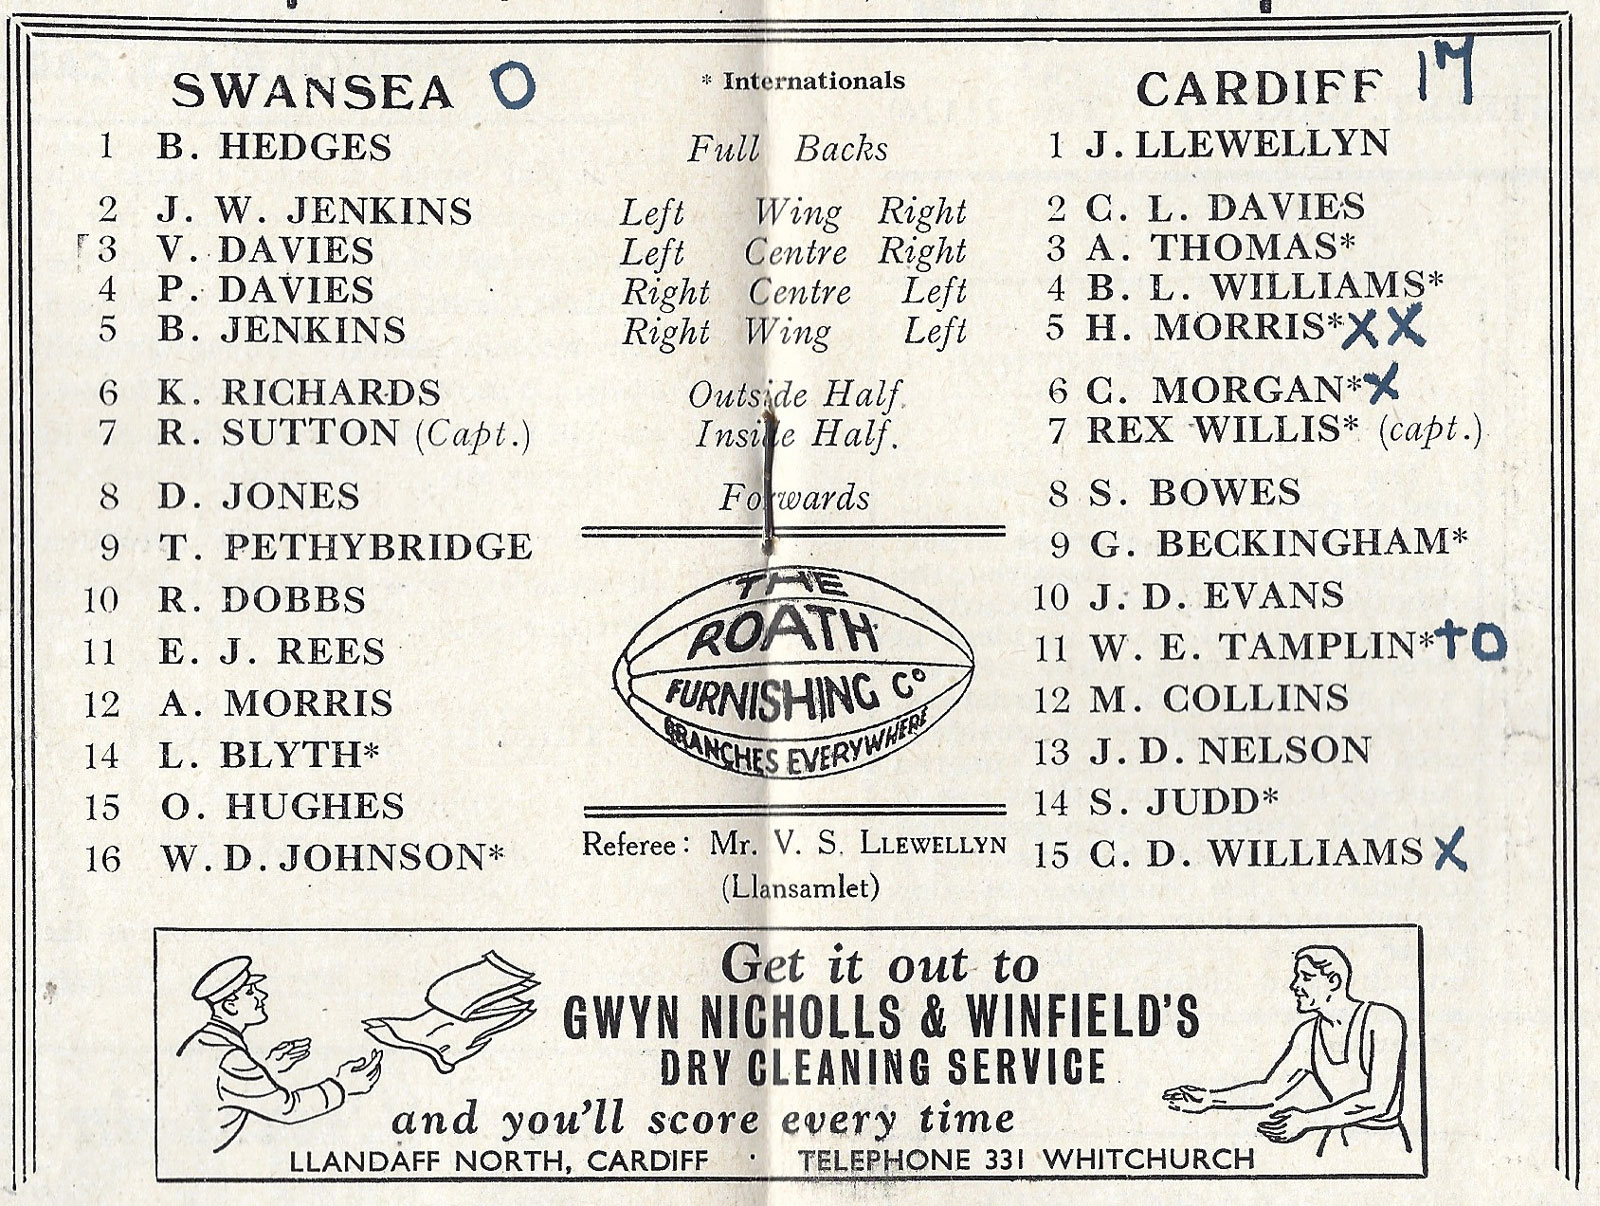 SWANSEA O
* Internationals
CARDIFF 17
1 B. HEDGES
Full Backs
1 J. LLEWELLYN
2 J. W. JENKINS
Left Wing Right
2 C. L. DAVIES
3 V. DAVIES
Left Centre Right
3 A. THOMAS*
4 P. DAVIES
Right Centre Left
4 B. L. WILLIAMS*
5 B. JENKINS
Right Wing Left
5 H. MORRIS* X X
6 K. RICHARDS
Outside Half.
6 C. MORGAN* X
7 R. SUTTON (Capt.)
Inside Half.
7 REX WILLIS* (capt.)
8 D. JONES
Forwards
8 S. BOWES
9 T. PETHYBRIDGE
9 G. BECKINGHAM*
10 R. DOBBS
10 J. D. EVANS
11 E. J. REES
11 W. E. TAMPLIN* +O
12 A. MORRIS
12 M. COLLINS
14 L. BLYTH*
13 J. D. NELSON
15 O. HUGHES
14 S. JUDD*
16 W. D. JOHNSON*
15 C. D. WILLIAMS X
THE
ROATH
FURNISHING Co
BRANCHES EVERYWHERE
Referee: Mr. V. S. LLEWELLYN
(Llansamlet)
Get it out to
GWYN NICHOLLS & WINFIELD'S
DRY CLEANING SERVICE
and you'll score every time
LLANDAFF NORTH, CARDIFF · TELEPHONE 331 WHITCHURCH